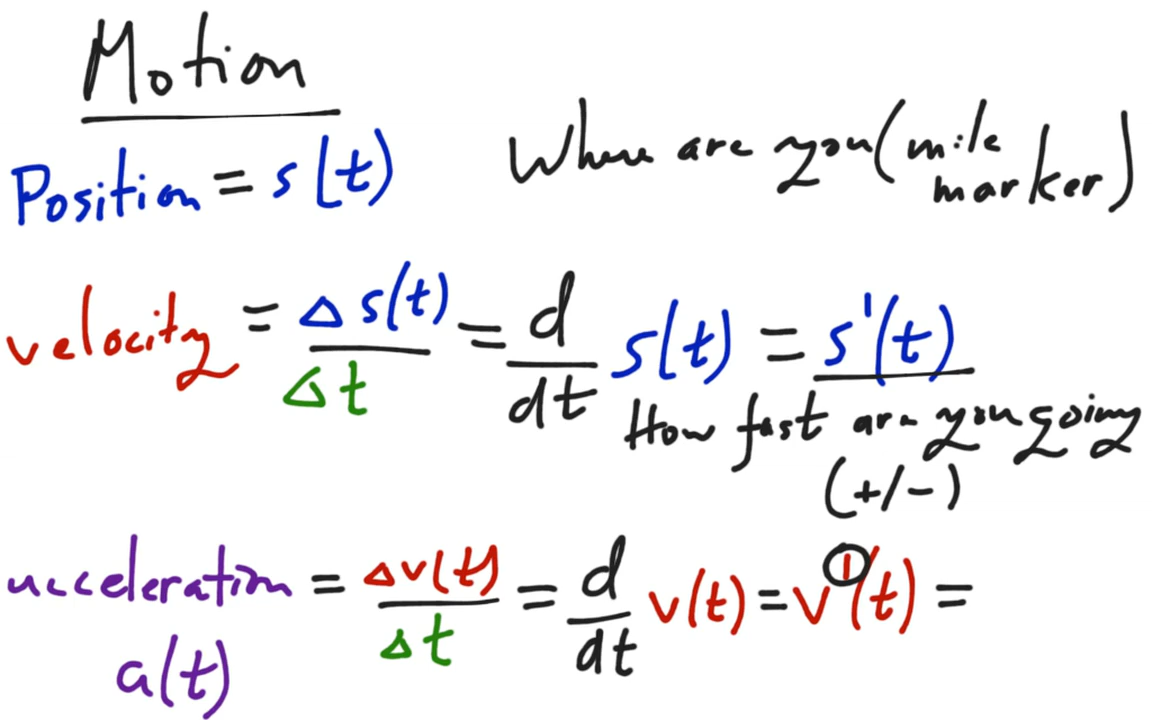 Motion
Position = s(t) Where are you (mile marker)
velocity = Δs(t)/Δt = d/dt s(t) = s'(t)
How fast are you going
(+/-)
acceleration = Δv(t)/Δt = d/dt v(t) = v'(t) =
a(t)